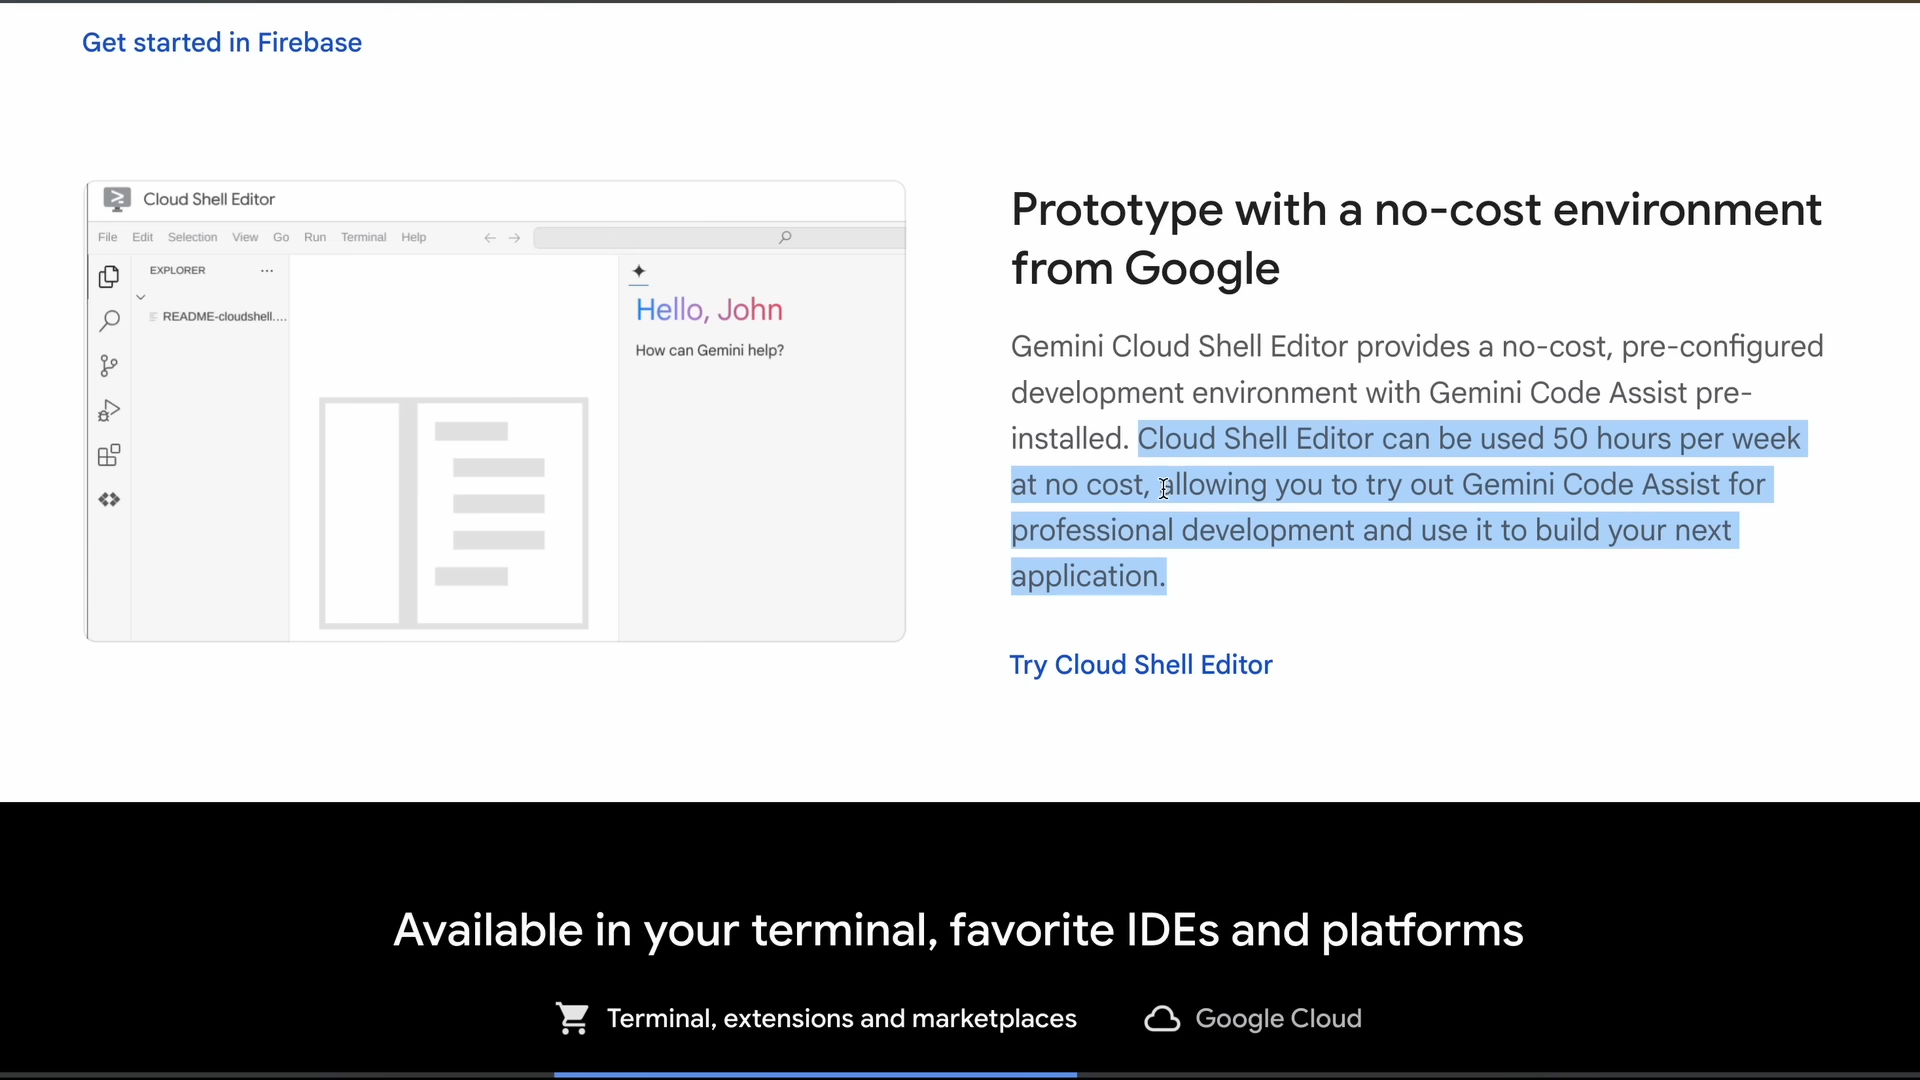 Get started in Firebase
Cloud Shell Editor
File Edit Selection View Go Run Terminal Help
EXPLORER
README-cloudshell....
Hello, John
How can Gemini help?
Prototype with a no-cost environment
from Google
Gemini Cloud Shell Editor provides a no-cost, pre-configured
development environment with Gemini Code Assist pre-
installed. Cloud Shell Editor can be used 50 hours per week
at no cost, allowing you to try out Gemini Code Assist for
professional development and use it to build your next
application.
Try Cloud Shell Editor
Available in your terminal, favorite IDEs and platforms
Terminal, extensions and marketplaces
Google Cloud